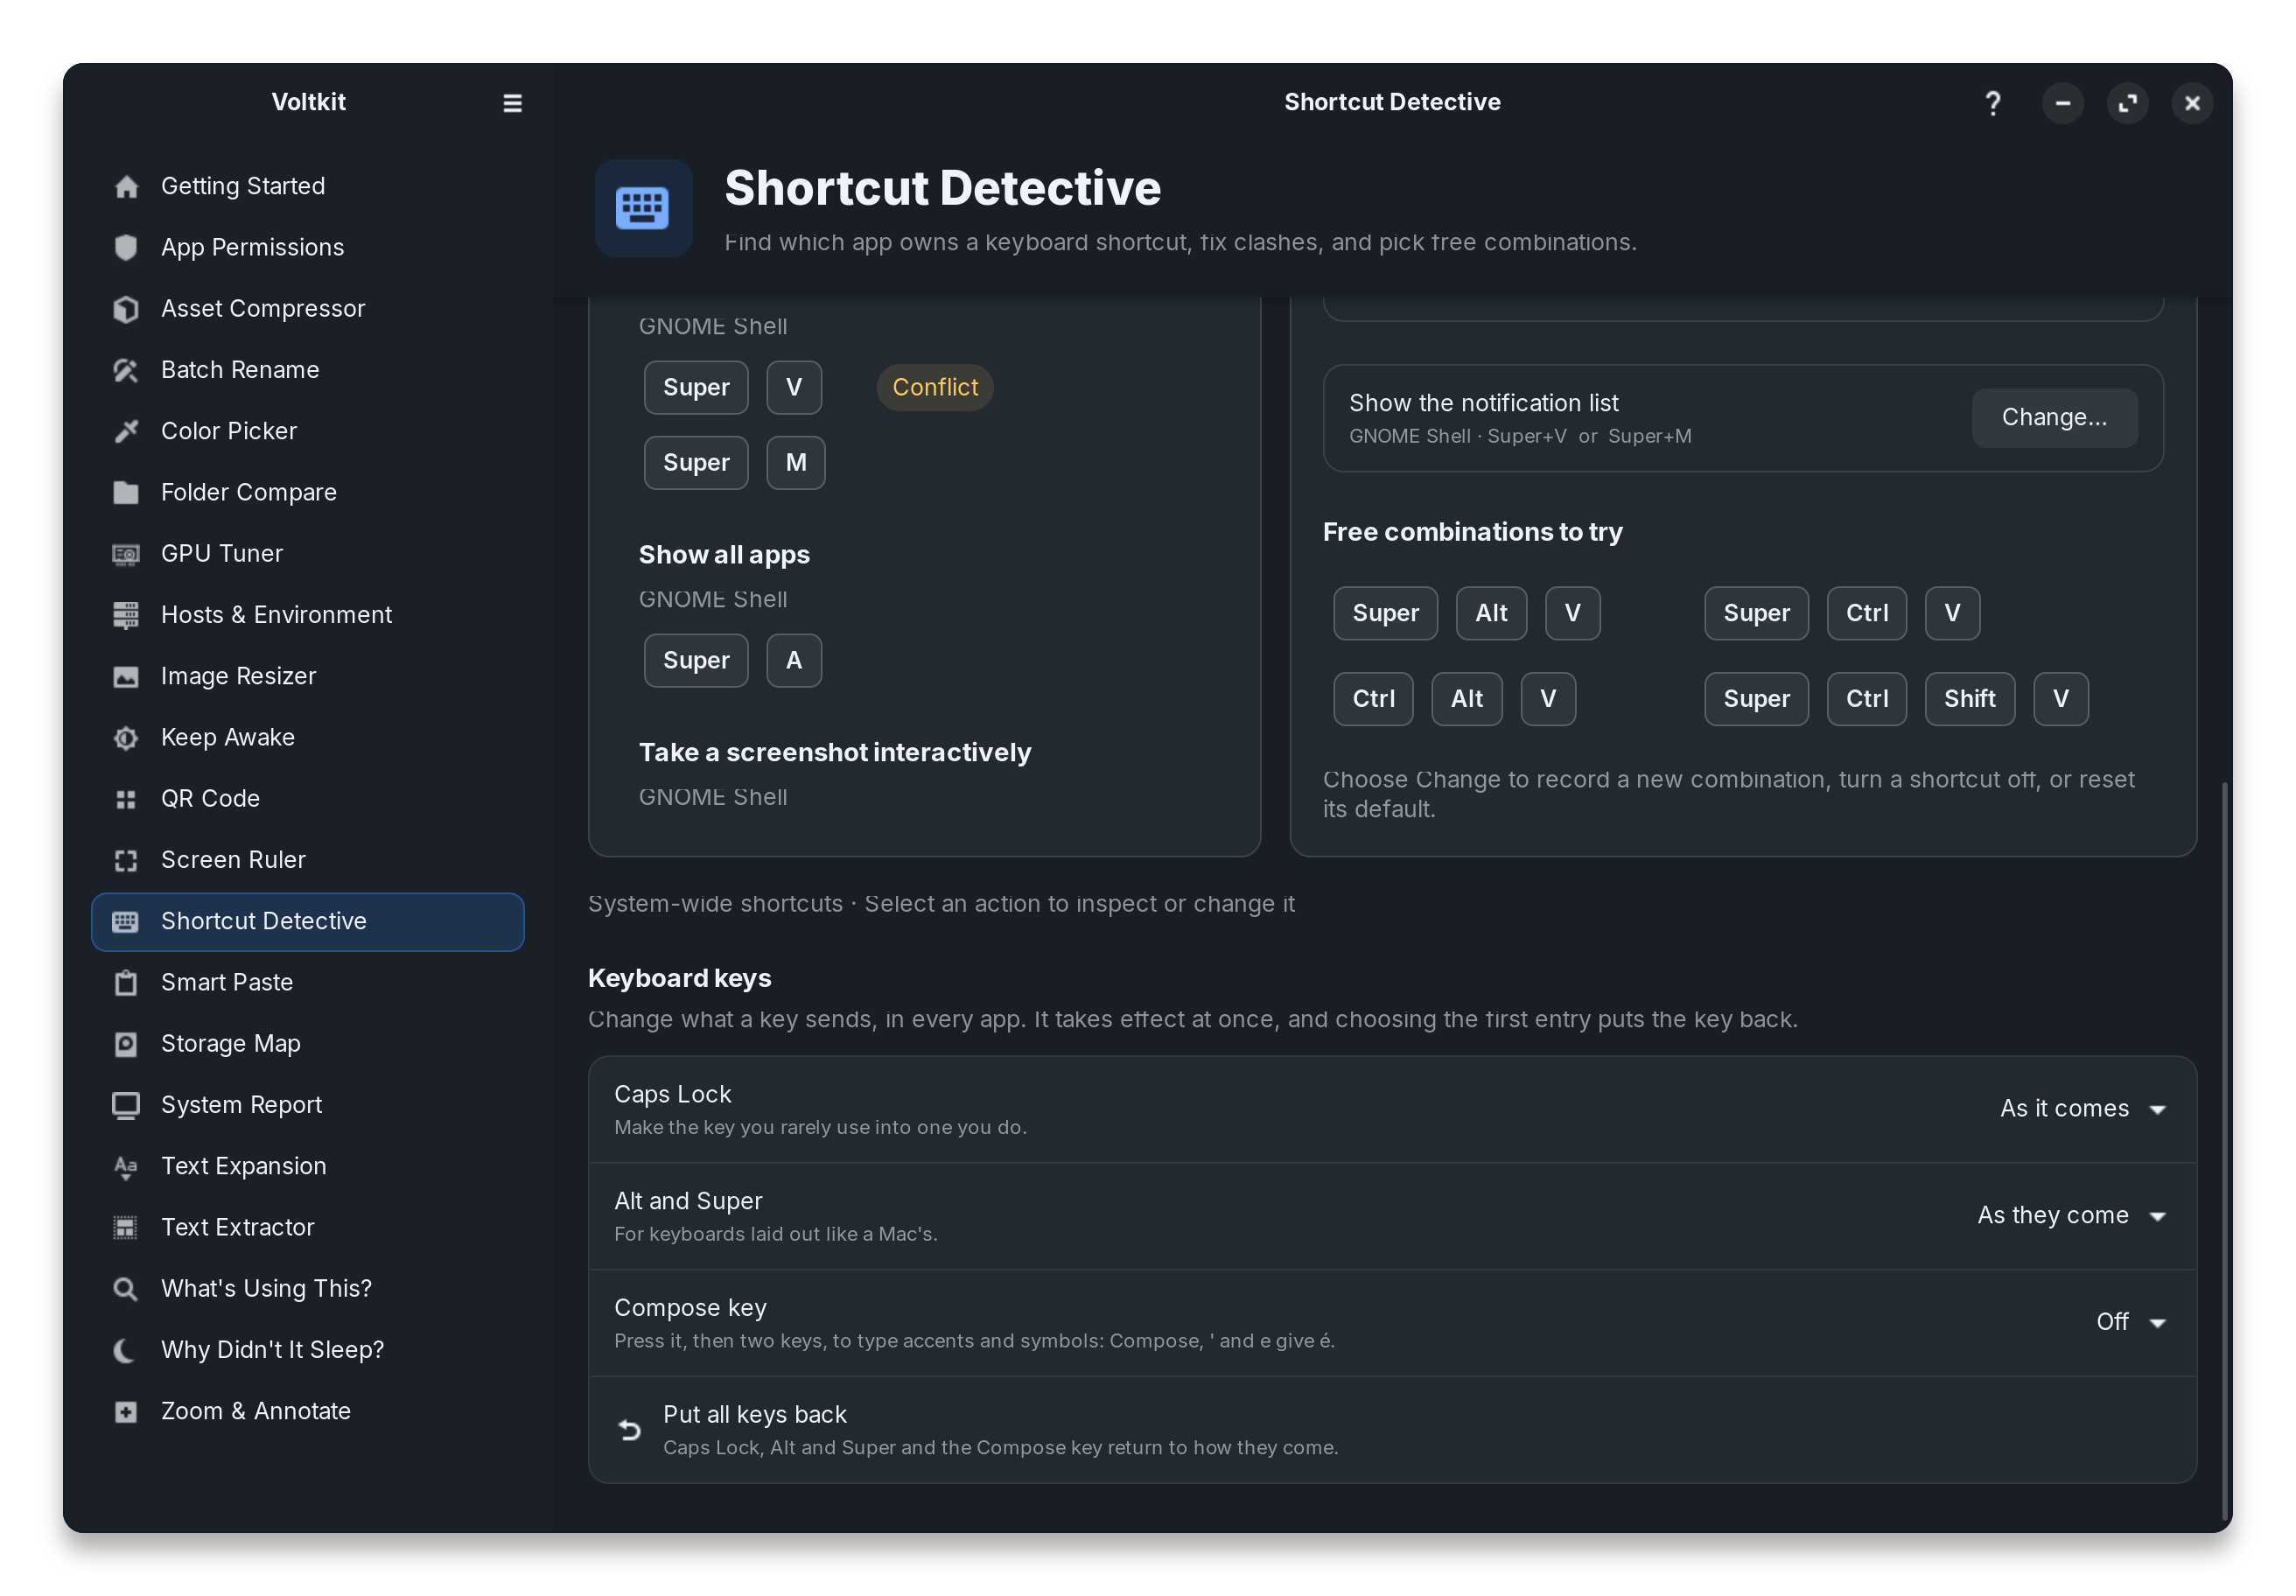 Voltkit
Shortcut Detective
?
Getting Started
App Permissions
Asset Compressor
Batch Rename
Color Picker
Folder Compare
GPU Tuner
Hosts & Environment
Image Resizer
Keep Awake
QR Code
Screen Ruler
Shortcut Detective
Smart Paste
Storage Map
System Report
Text Expansion
Text Extractor
What's Using This?
Why Didn't It Sleep?
Zoom & Annotate
Shortcut Detective
Find which app owns a keyboard shortcut, fix clashes, and pick free combinations.
GNOME Shell
Super V Conflict
Super M
Show all apps
GNOME Shell
Super A
Take a screenshot interactively
GNOME Shell
Show the notification list
GNOME Shell · Super+V or Super+M
Change...
Free combinations to try
Super Alt V Super Ctrl V
Ctrl Alt V Super Ctrl Shift V
Choose Change to record a new combination, turn a shortcut off, or reset
its default.
System-wide shortcuts · Select an action to inspect or change it
Keyboard keys
Change what a key sends, in every app. It takes effect at once, and choosing the first entry puts the key back.
Caps Lock
Make the key you rarely use into one you do.
As it comes
Alt and Super
For keyboards laid out like a Mac's.
As they come
Compose key
Press it, then two keys, to type accents and symbols: Compose, ' and e give é.
Off
Put all keys back
Caps Lock, Alt and Super and the Compose key return to how they come.